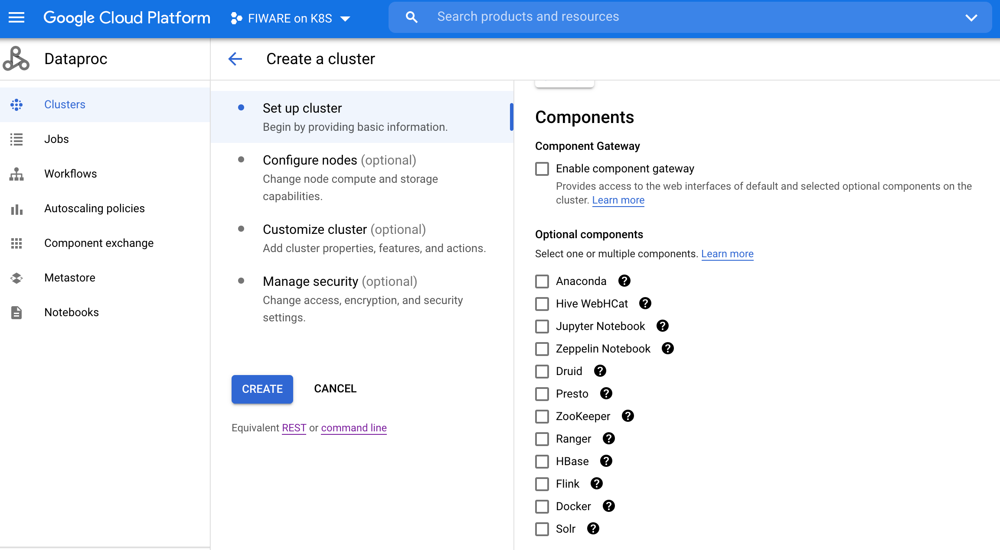 Google Cloud Platform
FIWARE on K8S
Search products and resources
Dataproc
Create a cluster
Clusters
Jobs
Workflows
Autoscaling policies
Component exchange
Metastore
Notebooks
Set up cluster
Begin by providing basic information.
Configure nodes (optional)
Change node compute and storage
capabilities.
Customize cluster (optional)
Add cluster properties, features, and actions.
Manage security (optional)
Change access, encryption, and security
settings.
CREATE CANCEL
Equivalent REST or command line
Components
Component Gateway
Enable component gateway
Provides access to the web interfaces of default and selected optional components on the
cluster. Learn more
Optional components
Select one or multiple components. Learn more
Anaconda ?
Hive WebHCat ?
Jupyter Notebook ?
Zeppelin Notebook ?
Druid ?
Presto ?
ZooKeeper ?
Ranger ?
HBase ?
Flink ?
Docker ?
Solr ?